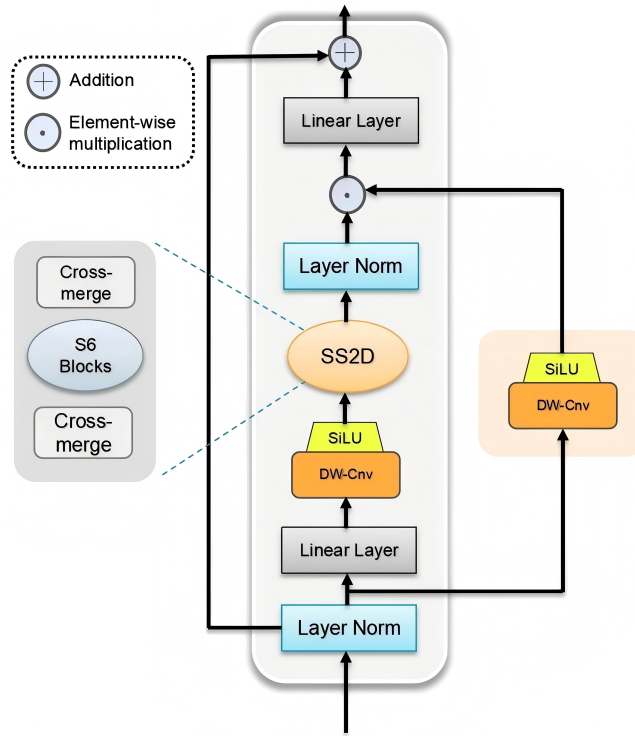 Addition
Element-wise
multiplication
Linear Layer
Layer Norm
Cross-
merge
S6
Blocks
Cross-
merge
SS2D
SiLU
DW-Cnv
SiLU
DW-Cnv
Linear Layer
Layer Norm